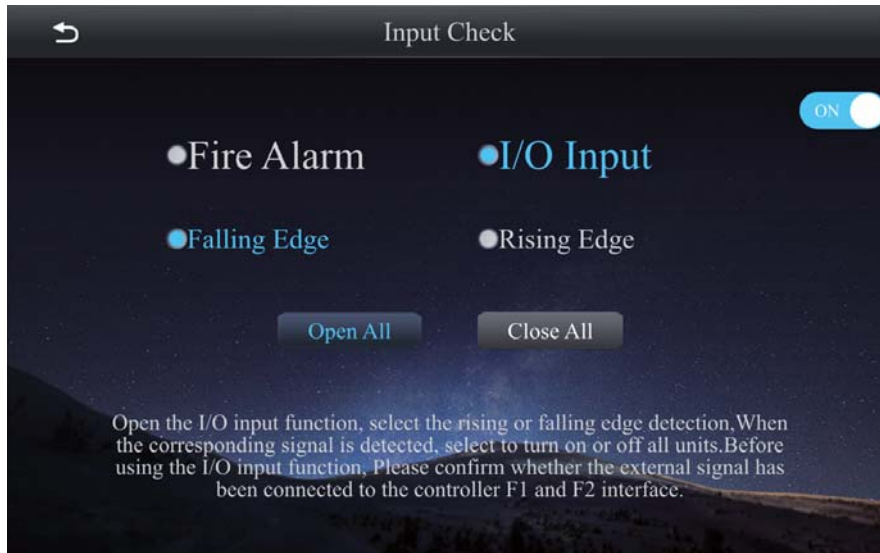 Input Check
ON
Fire Alarm
I/O Input
Falling Edge
Rising Edge
Open All
Close All
Open the I/O input function, select the rising or falling edge detection,When
the corresponding signal is detected, select to turn on or off all units.Before
using the I/O input function, Please confirm whether the external signal has
been connected to the controller F1 and F2 interface.